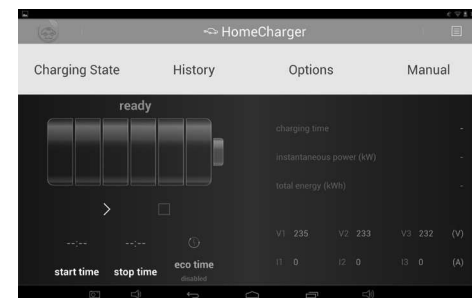 HomeCharger
Charging State History Options Manual
ready
charging time -
instantaneous power (kW) -
total energy (kWh) -
--:-- --:--
V1 235 V2 233 V3 232 (V)
I1 0 I2 0 I3 0 (A)
start time stop time eco time
disabled